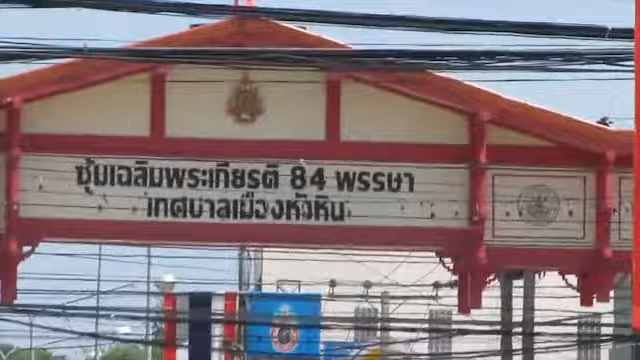 ซุ้มเฉลิมพระเกียรติ 84 พรรษา
เทศบาลเมืองหัวหิน